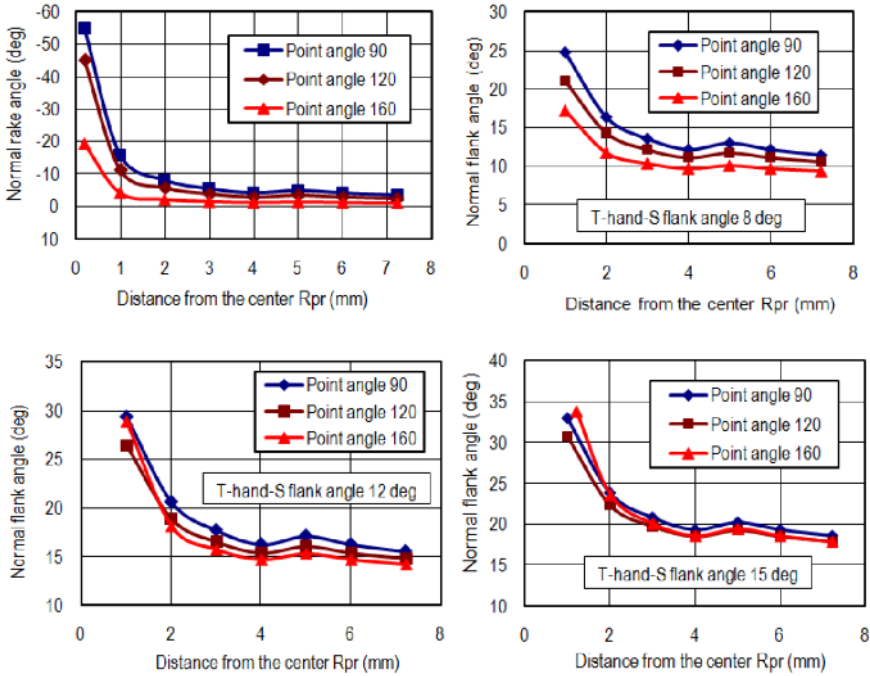 Normal rake angle (deg)
-60
-50
-40
-30
-20
-10
0
10
Point angle 90
Point angle 120
Point angle 160
0 1 2 3 4 5 6 7 8
Distance from the center Rpr (mm)
Normal flank angle (deg)
30
25
20
15
10
5
0
Point angle 90
Point angle 120
Point angle 160
T-hand-S flank angle 8 deg
0 2 4 6 8
Distance from the center Rpr (mm)
Normal flank angle (deg)
35
30
25
20
15
10
Point angle 90
Point angle 120
Point angle 160
T-hand-S flank angle 12 deg
0 2 4 6 8
Distance from the center Rpr (mm)
Normal flank angle (deg)
40
35
30
25
20
15
10
Point angle 90
Point angle 120
Point angle 160
T-hand-S flank angle 15 deg
0 2 4 6 8
Distance from the center Rpr (mm)